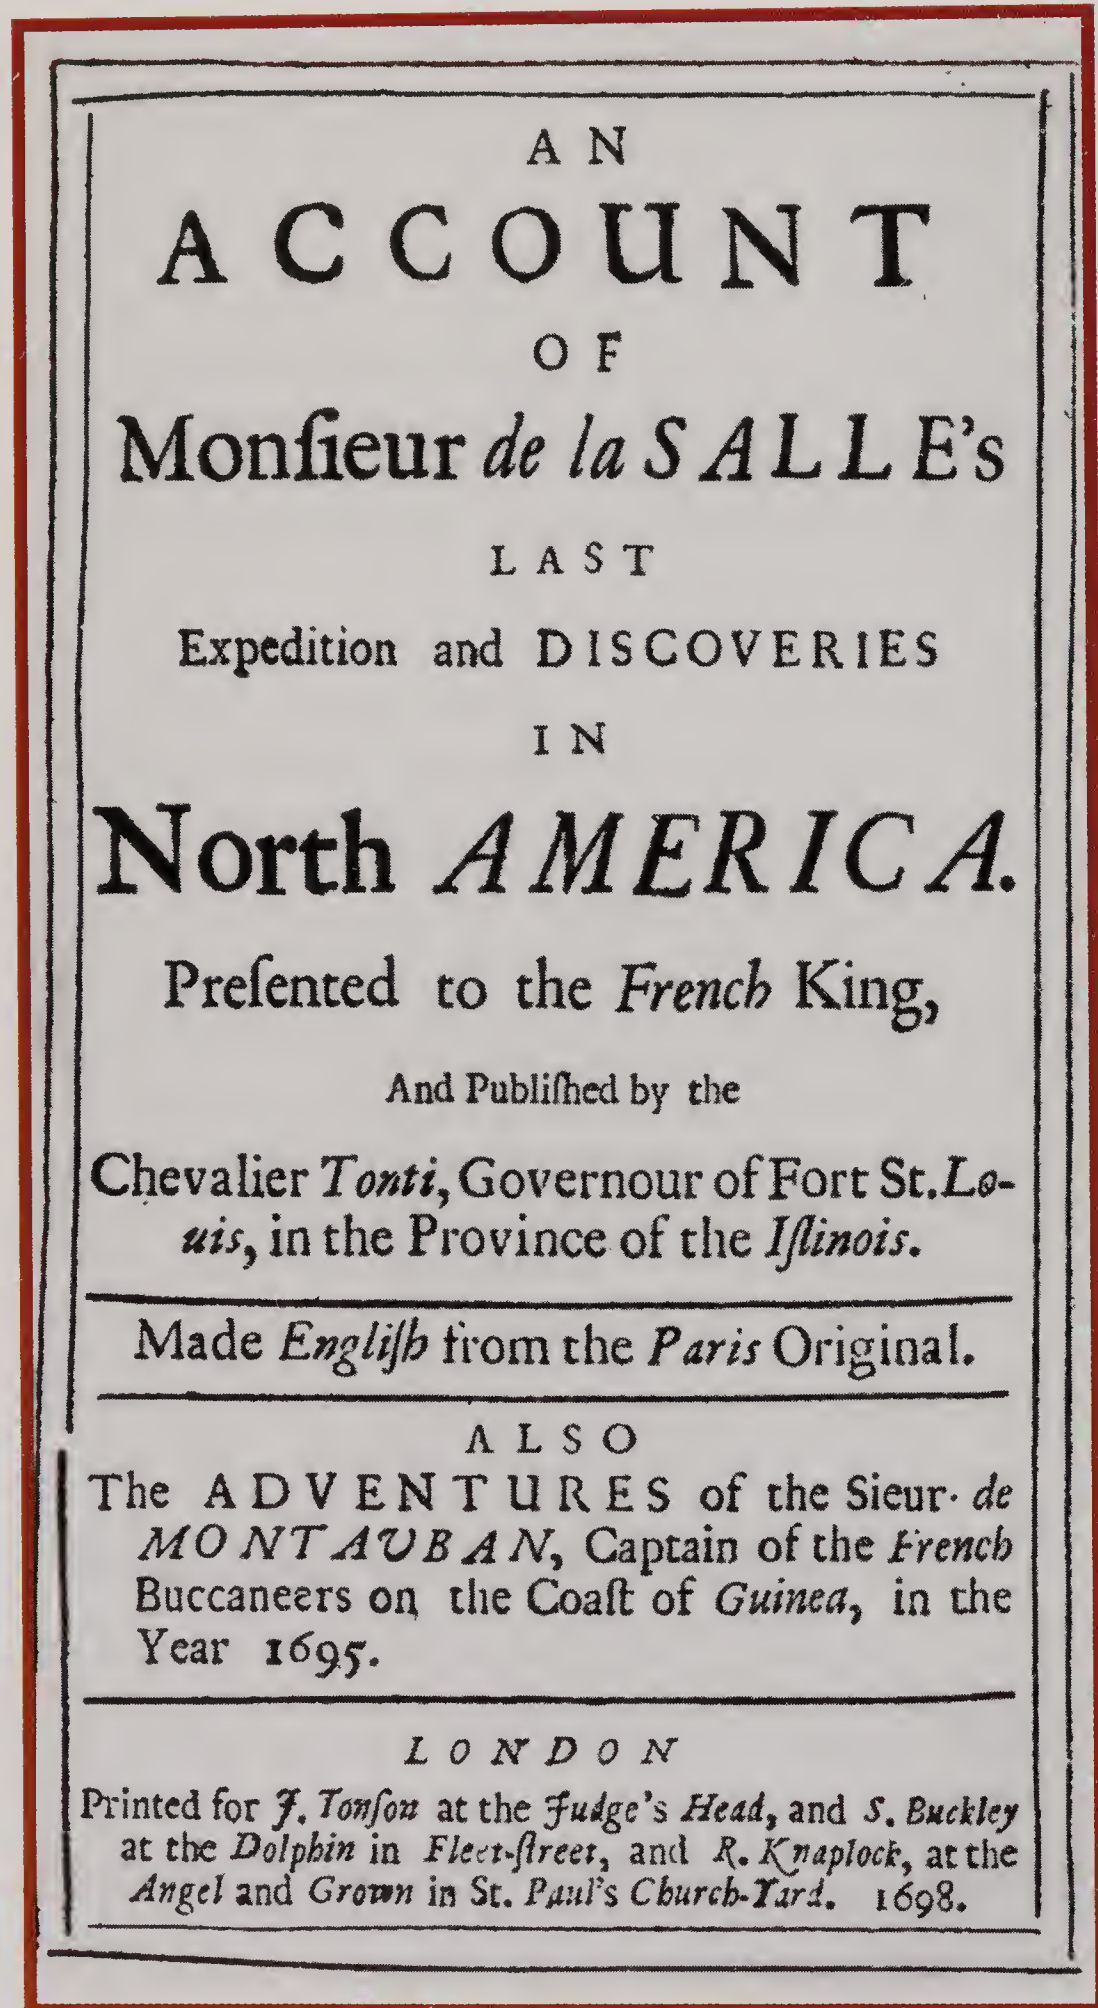 AN
ACCOUNT
OF
Monſieur de la SALLE's
LAST
Expedition and DISCOVERIES
IN
North AMERICA.
Preſented to the French King,
And Publiſhed by the
Chevalier Tonti, Governour of Fort St. Lo-
uis, in the Province of the Iſlinois.
Made Engliſh from the Paris Original.
ALSO
The ADVENTURES of the Sieur de
MONTAUBAN, Captain of the French
Buccaneers on the Coaſt of Guinea, in the
Year 1695.
LONDON
Printed for J. Tonſon at the Judge's Head, and S. Buckley
at the Dolphin in Fleet-ſtreet, and R. Knaplock, at the
Angel and Grown in St. Paul's Church-Yard. 1698.